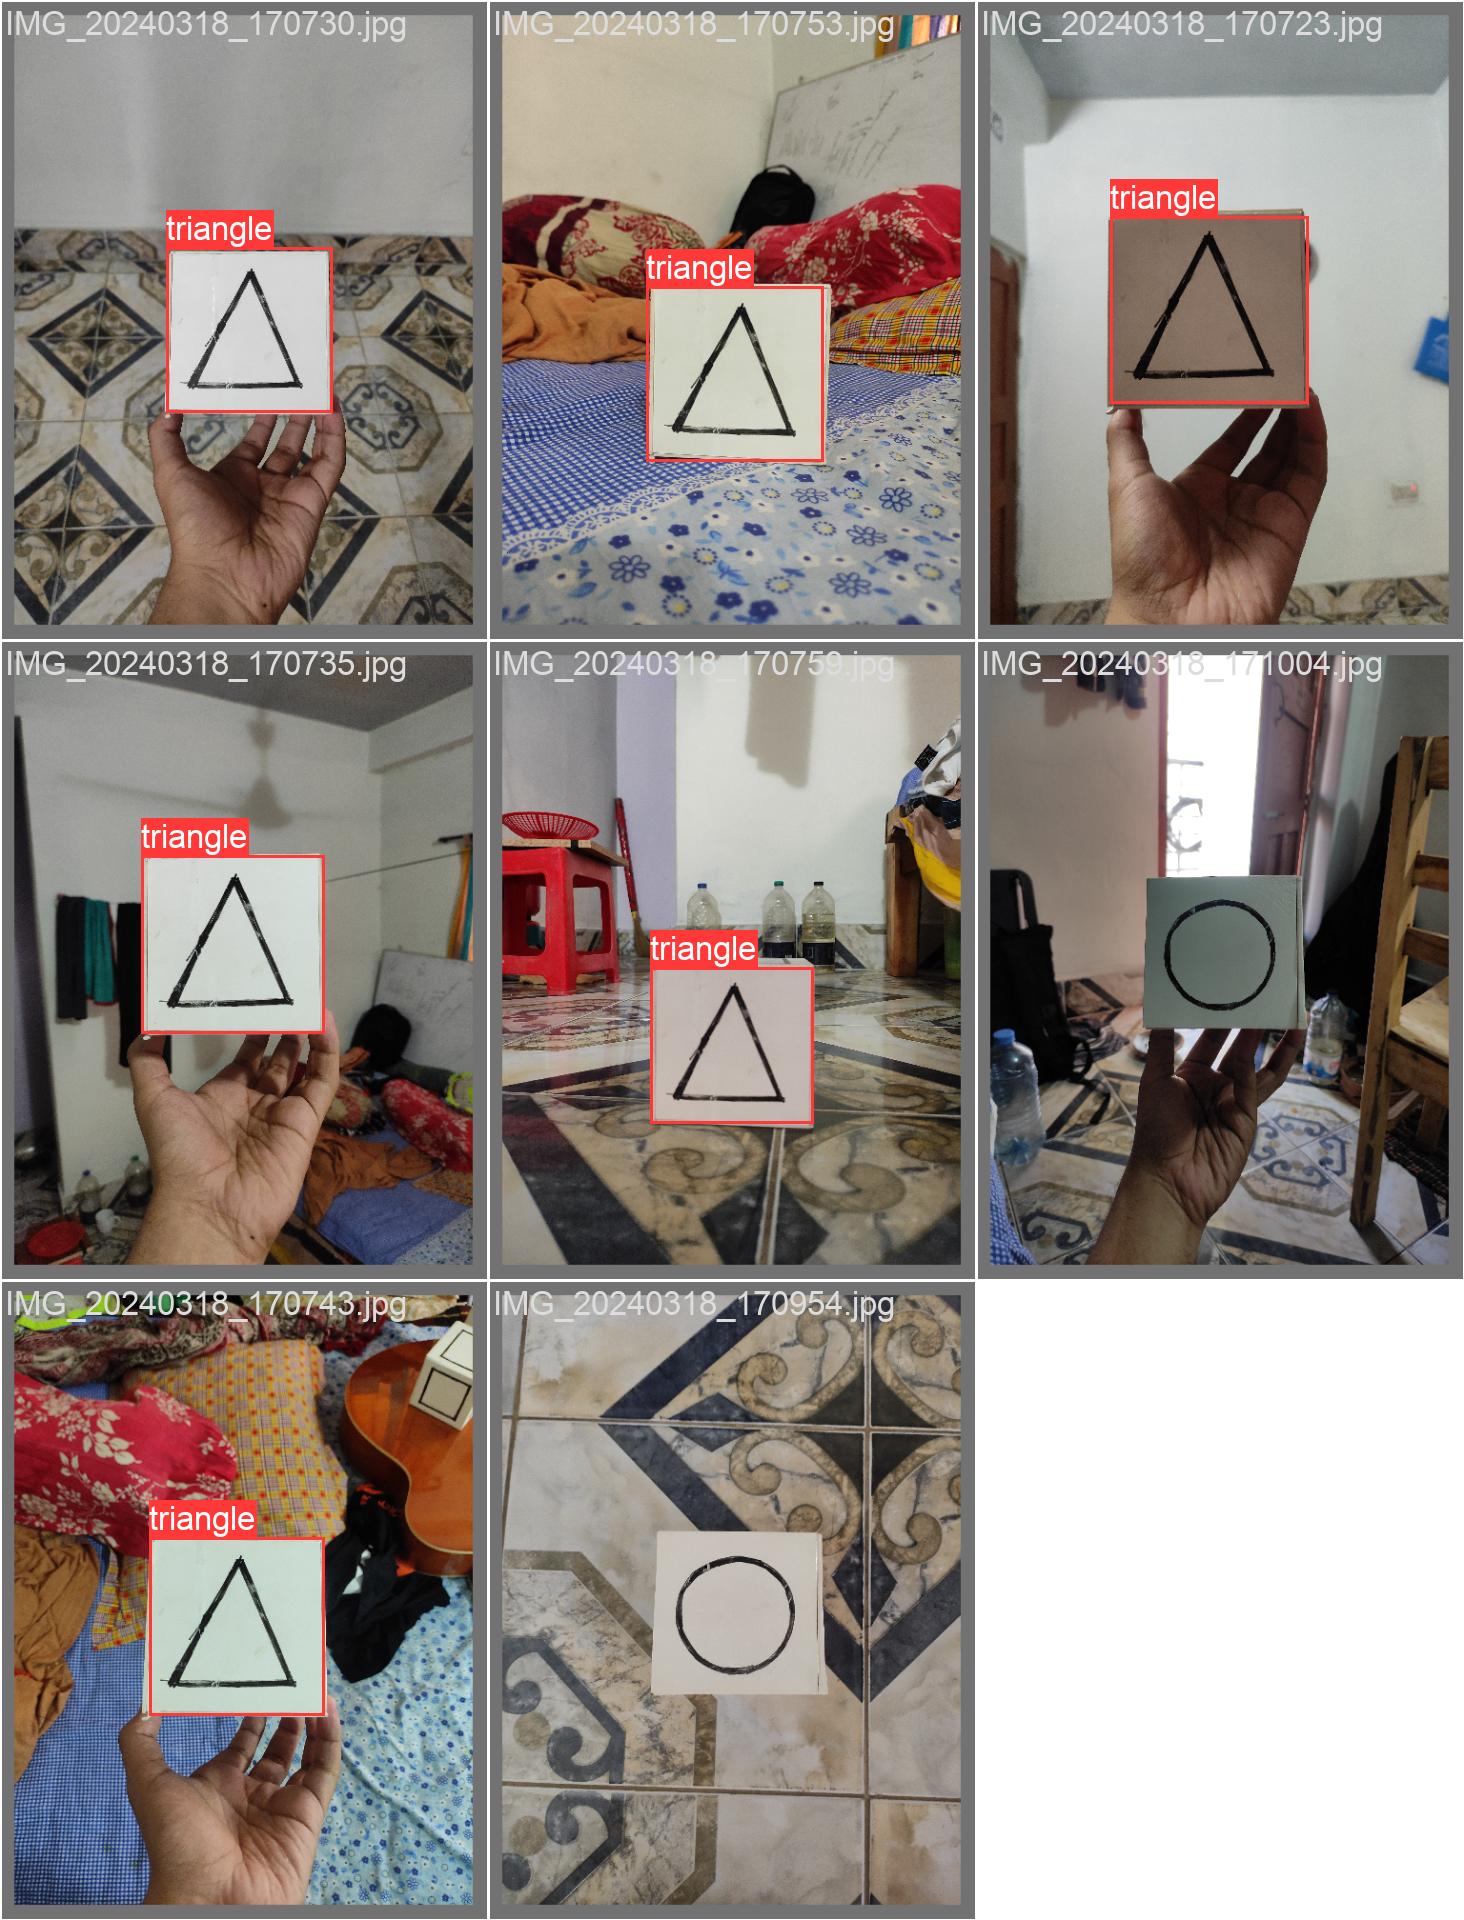 IMG_20240318_170730.jpg
IMG_20240318_170753.jpg
IMG_20240318_170723.jpg
triangle
triangle
triangle
IMG_20240318_170735.jpg
IMG_20240318_170759.jpg
IMG_20240318_171004.jpg
triangle
triangle
IMG_20240318_170743.jpg
IMG_20240318_170954.jpg
triangle